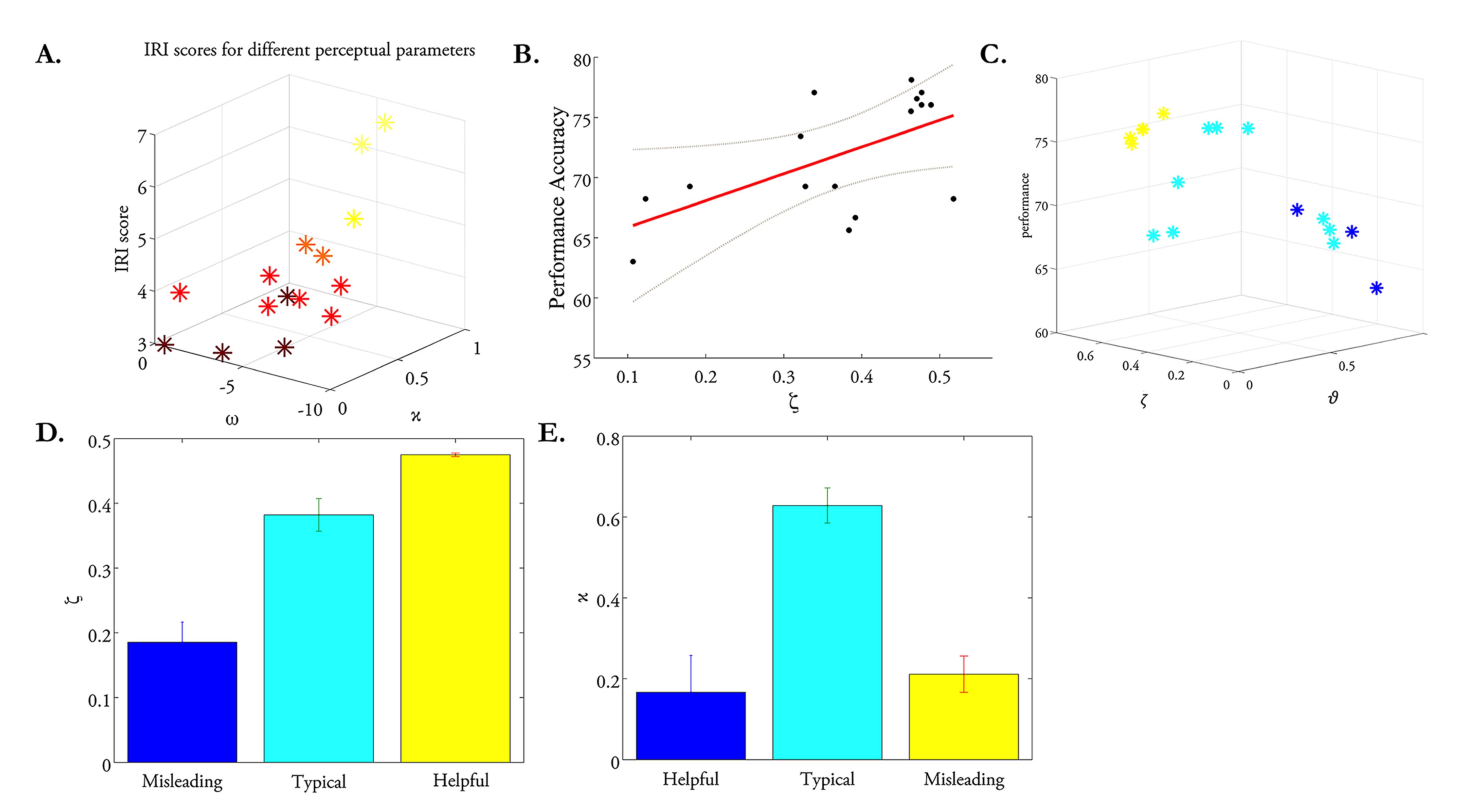 A.
IRI scores for different perceptual parameters
7
6
5
4
3
IRI score
0
-5
-10
ω
0
0.5
1
ϰ
B.
80
75
70
65
60
55
Performance Accuracy
0.1
0.2
0.3
0.4
0.5
ζ
C.
80
75
70
65
60
performance
0.6
0.4
0.2
0
ζ
0
0.5
ϑ
D.
0.5
0.4
0.3
0.2
0.1
0
ζ
Misleading
Typical
Helpful
E.
0.8
0.6
0.4
0.2
0
ϰ
Helpful
Typical
Misleading